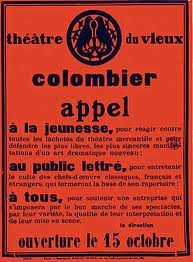 théâtre du vieux
colombier
appel
à la jeunesse, pour réagir contre
toutes les lâchetés du théâtre mercantile et pour
défendre les plus libres, les plus sincères manifes-
tations d'un art dramatique nouveau;
au public lettré, pour entretenir
le culte des chefs-d'œuvre classiques, français et
étrangers qui formeront la base de son répertoire;
à tous, pour soutenir une entreprise qui
s'imposera par le bon marché de ses spectacles,
par leur variété, la qualité de leur interprétation et
de leur mise en scène.
la direction
ouverture le 15 octobre